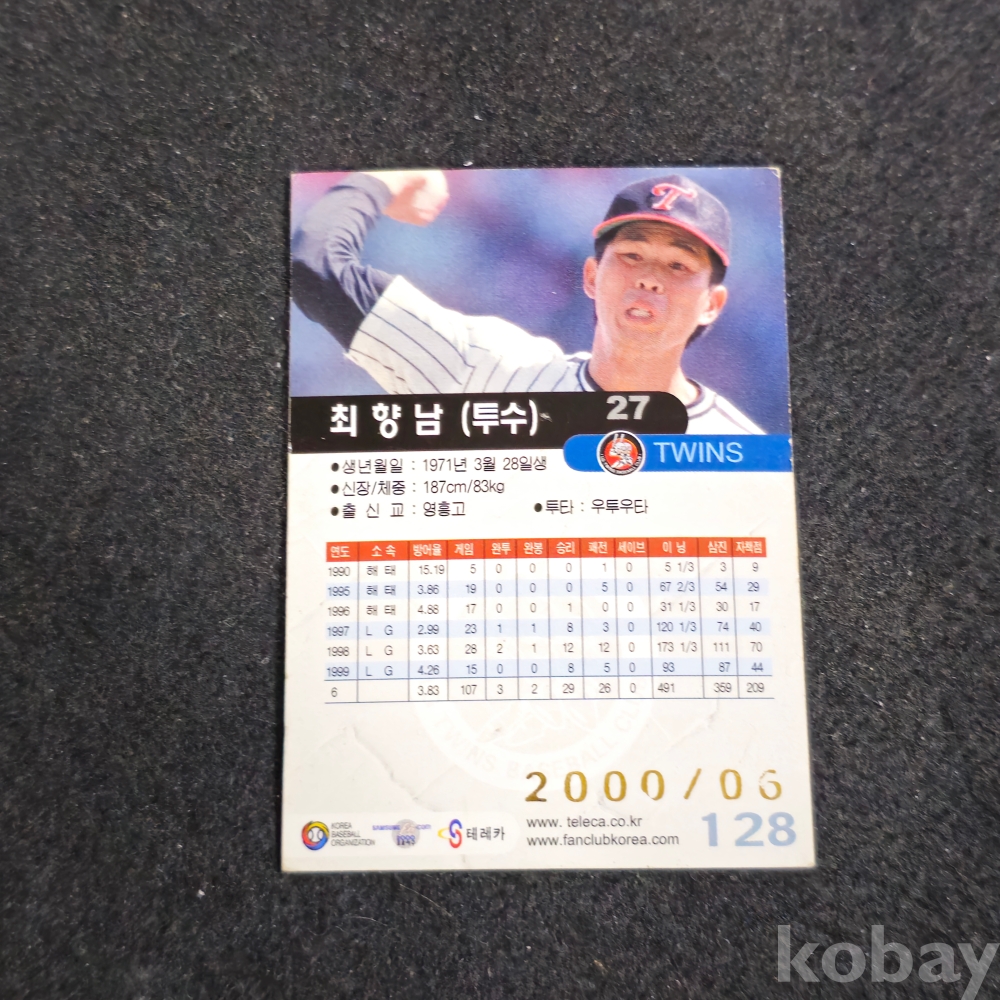 T
최 향 남 (투수) 27
TWINS
●생년월일 : 1971년 3월 28일생
●신장/체중 : 187cm/83kg
●출 신 교 : 영흥고 ●투타 : 우투우타
연도 소 속 방어율 게임 완투 완봉 승리 패전 세이브 이 닝 삼진 자책점
1990 해 태 15.19 5 0 0 0 1 0 5 1/3 3 9
1995 해 태 3.86 19 0 0 0 5 0 67 2/3 54 29
1996 해 태 4.88 17 0 0 1 0 0 31 1/3 30 17
1997 L G 2.99 23 1 1 8 3 0 120 1/3 74 40
1998 L G 3.63 28 2 1 12 12 0 173 1/3 111 70
1999 L G 4.26 15 0 0 8 5 0 93 87 44
6 3.83 107 3 2 29 26 0 491 359 209
2000/06
KOREA
BASEBALL
ORGANIZATION
테레카
www. teleca.co.kr
www.fanclubkorea.com
128
kobay